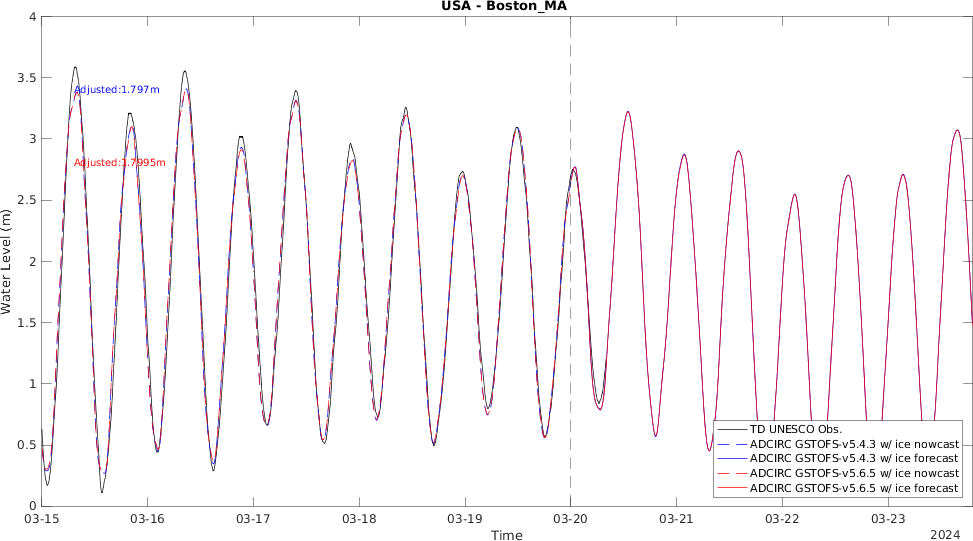 USA - Boston_MA
4
3.5
3
2.5
2
1.5
1
0.5
0
Water Level (m)
Adjusted:1.797m
Adjusted:1.7995m
TD UNESCO Obs.
ADCIRC GSTOFS-v5.4.3 w/ ice nowcast
ADCIRC GSTOFS-v5.4.3 w/ ice forecast
ADCIRC GSTOFS-v5.6.5 w/ ice nowcast
ADCIRC GSTOFS-v5.6.5 w/ ice forecast
03-15 03-16 03-17 03-18 03-19 03-20 03-21 03-22 03-23
Time
2024